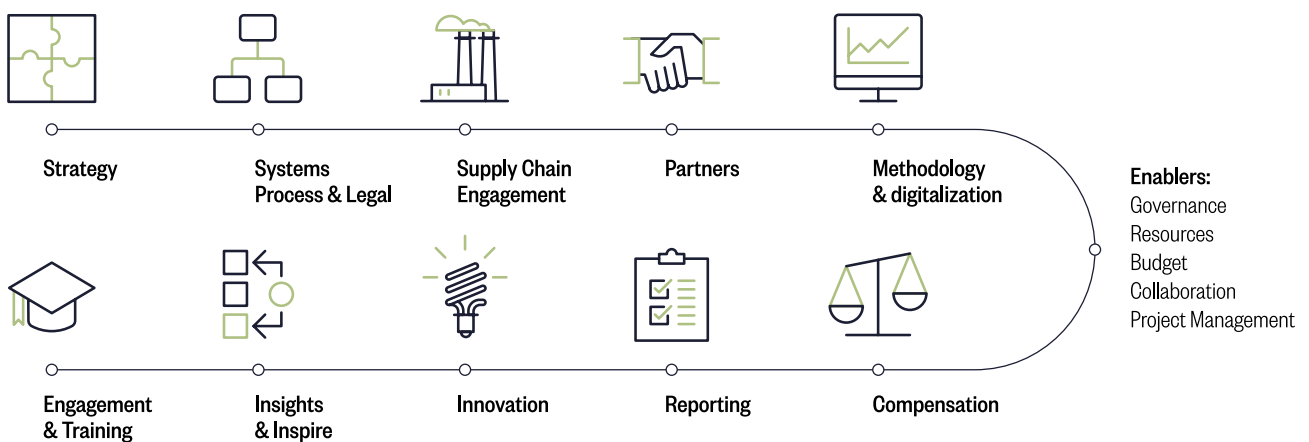 Strategy
Systems
Process & Legal
Supply Chain
Engagement
Partners
Methodology
& digitalization
Enablers:
Governance
Resources
Budget
Collaboration
Project Management
Engagement
& Training
Insights
& Inspire
Innovation
Reporting
Compensation